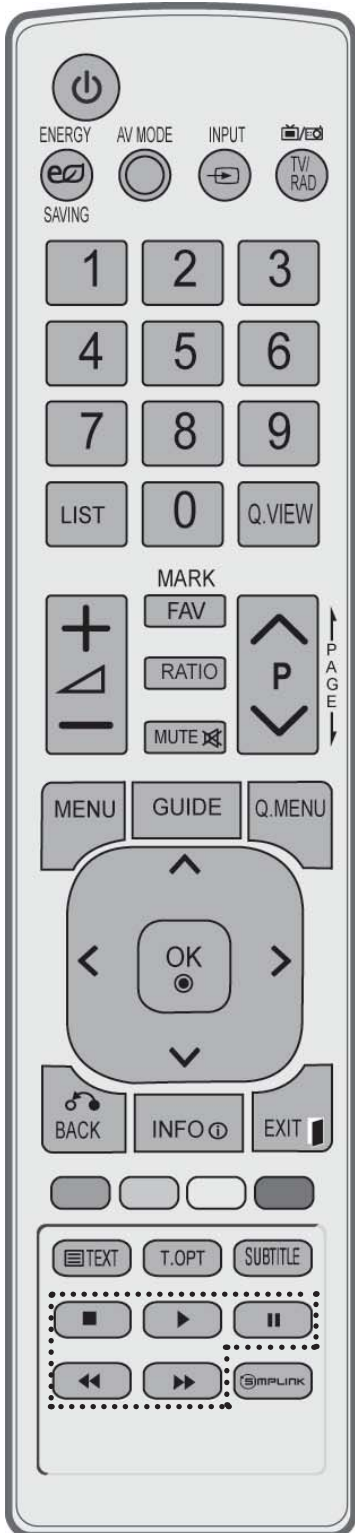 ENERGY AV MODE INPUT
TV/
RAD
SAVING
1 2 3
4 5 6
7 8 9
LIST 0 Q.VIEW
MARK
FAV
RATIO
P
PAGE
MUTE
MENU GUIDE Q.MENU
OK
BACK INFO EXIT
TEXT T.OPT SUBTITLE
SIMPLINK